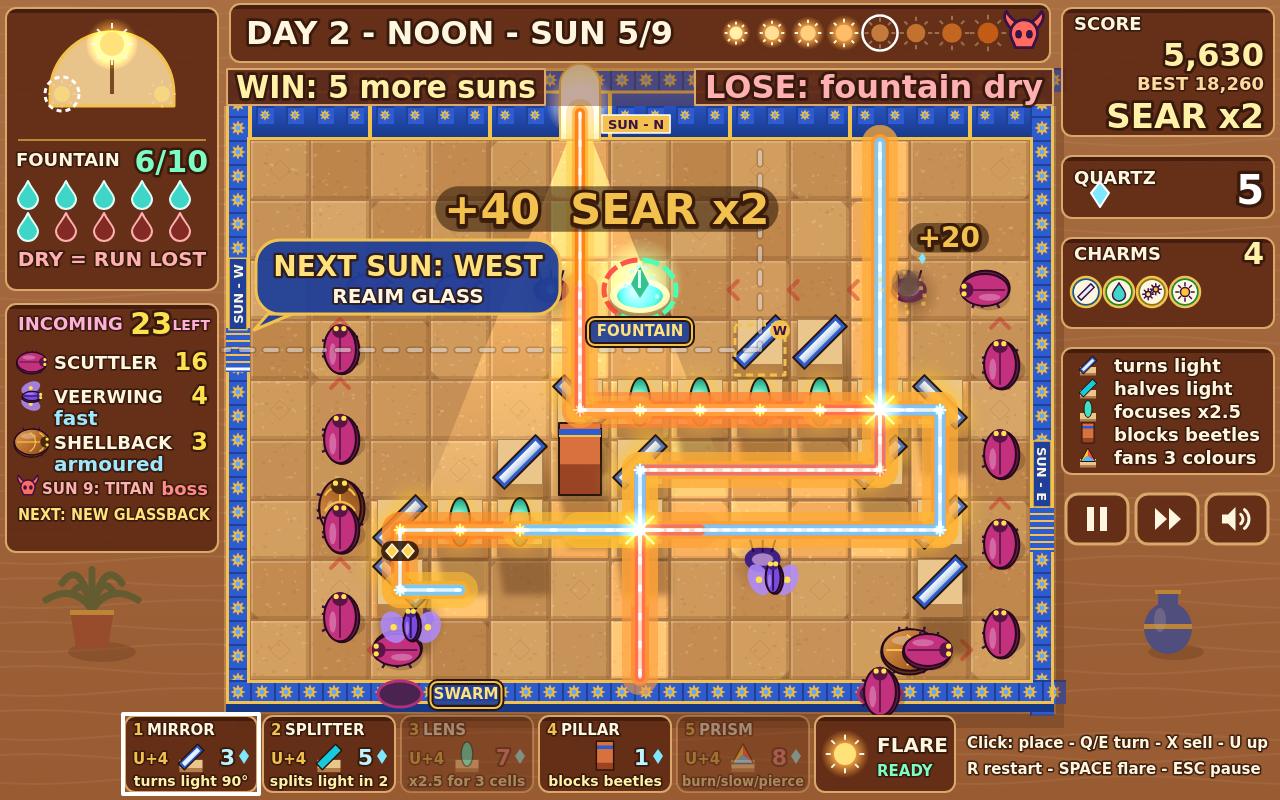 DAY 2 - NOON - SUN 5/9
WIN: 5 more suns
LOSE: fountain dry
SCORE
5,630
BEST 18,260
SEAR x2
FOUNTAIN 6/10
DRY = RUN LOST
SUN - N
QUARTZ 5
+40 SEAR x2
+20
NEXT SUN: WEST
REAIM GLASS
SUN - W
FOUNTAIN
W
CHARMS 4
INCOMING 23 LEFT
SCUTTLER 16
VEERWING 4
fast
SHELLBACK 3
armoured
SUN 9: TITAN boss
NEXT: NEW GLASSBACK
turns light
halves light
focuses x2.5
blocks beetles
fans 3 colours
SUN - E
SWARM
1 MIRROR
U+4 3
turns light 90°
2 SPLITTER
U+4 5
splits light in 2
3 LENS
U+4 7
x2.5 for 3 cells
4 PILLAR
1
blocks beetles
5 PRISM
U+4 8
burn/slow/pierce
FLARE
READY
Click: place - Q/E turn - X sell - U up
R restart - SPACE flare - ESC pause